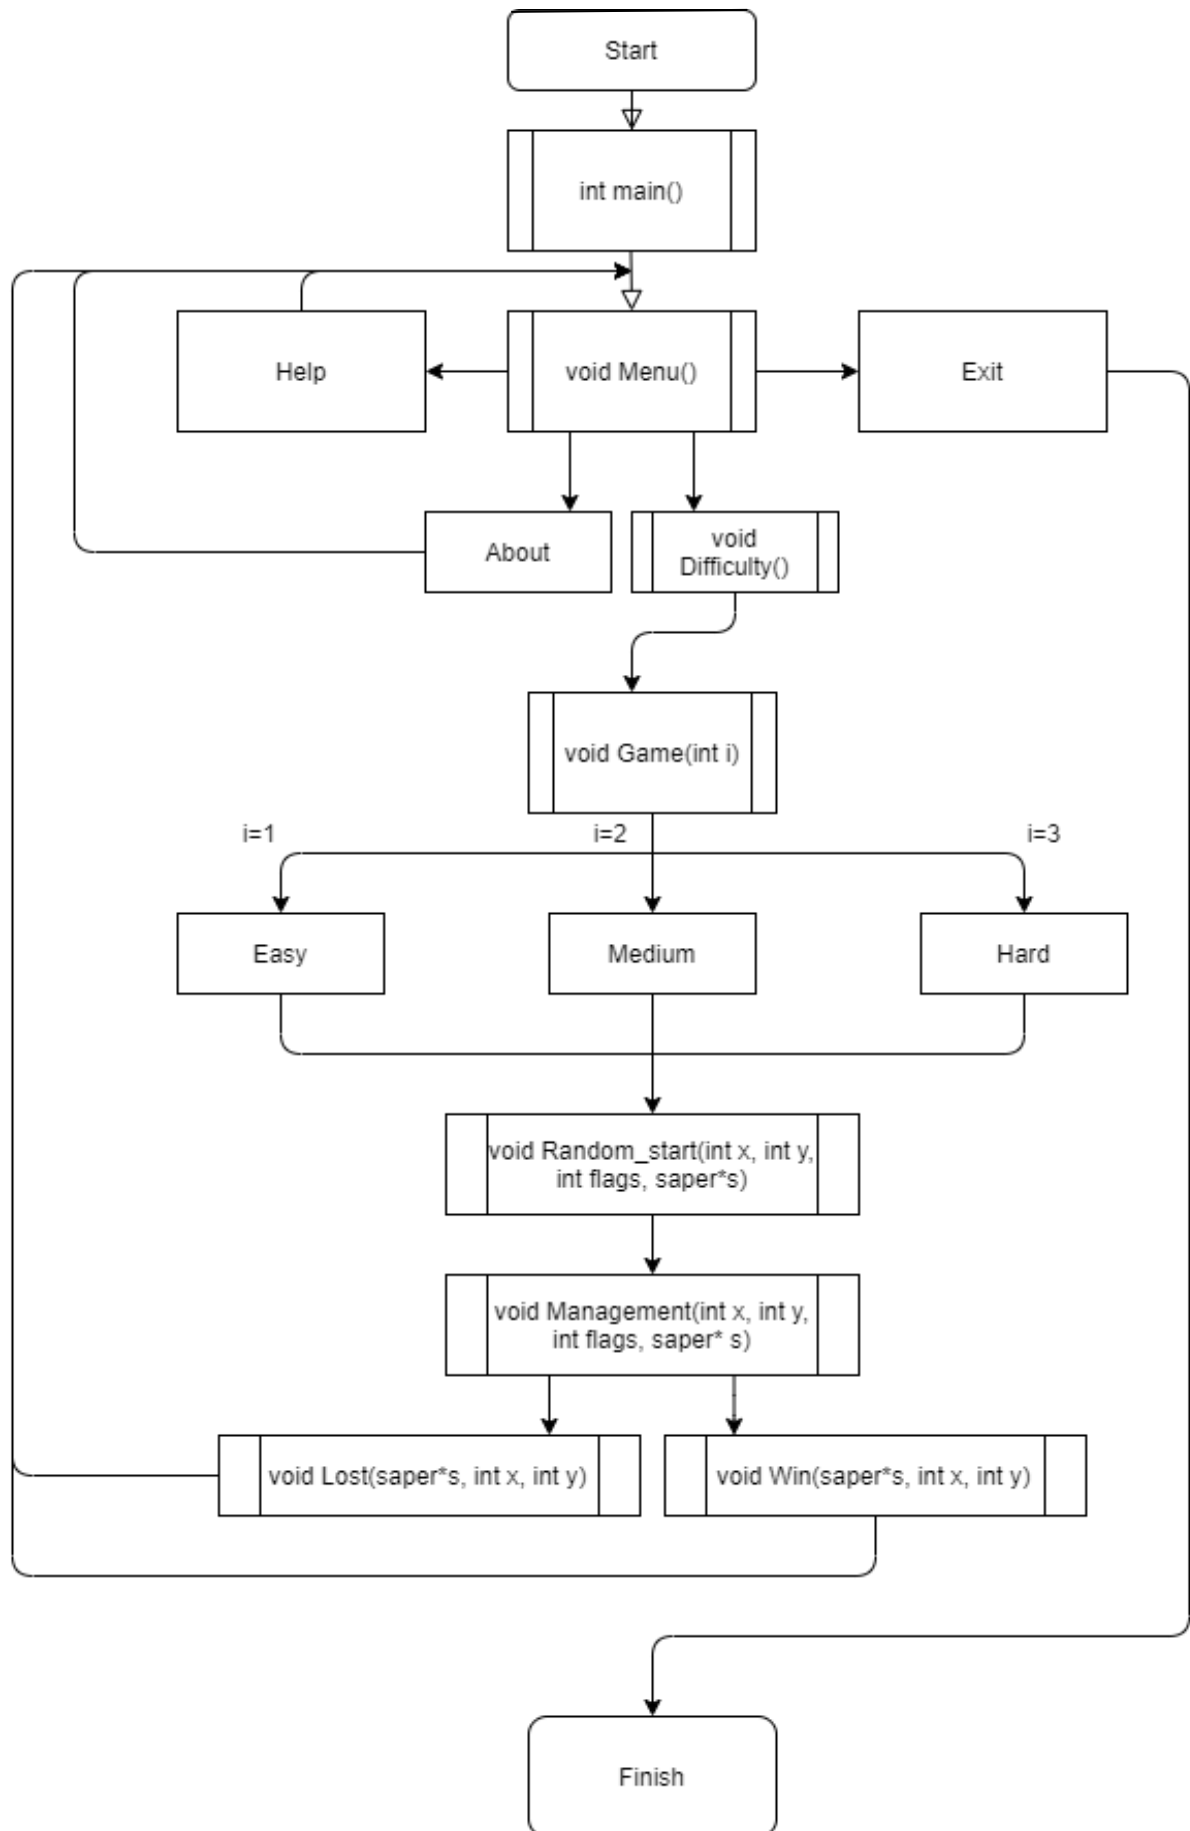 Start
int main()
Help
void Menu()
Exit
About
void
Difficulty()
void Game(int i)
i=1
i=2
i=3
Easy
Medium
Hard
void Random_start(int x, int y,
int flags, saper*s)
void Management(int x, int y,
int flags, saper* s)
void Lost(saper*s, int x, int y)
void Win(saper*s, int x, int y)
Finish